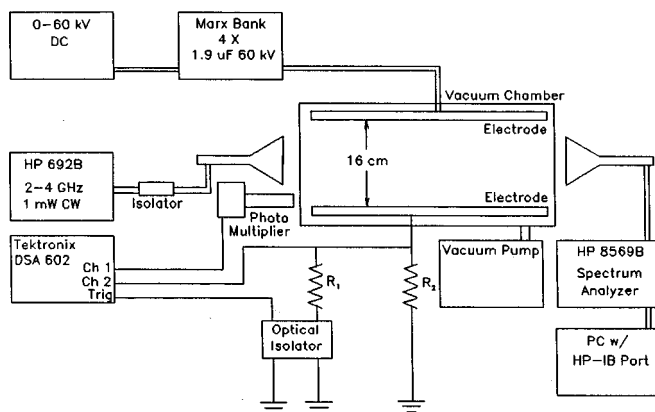 0-60 kV
DC
Marx Bank
4 X
1.9 uF 60 kV
Vacuum Chamber
Electrode
16 cm
Electrode
HP 692B
2-4 GHz
1 mW CW
Isolator
Photo
Multiplier
Tektronix
DSA 602
Ch 1
Ch 2
Trig
R₁
R₂
Optical
Isolator
Vacuum Pump
HP 8569B
Spectrum
Analyzer
PC w/
HP-IB Port